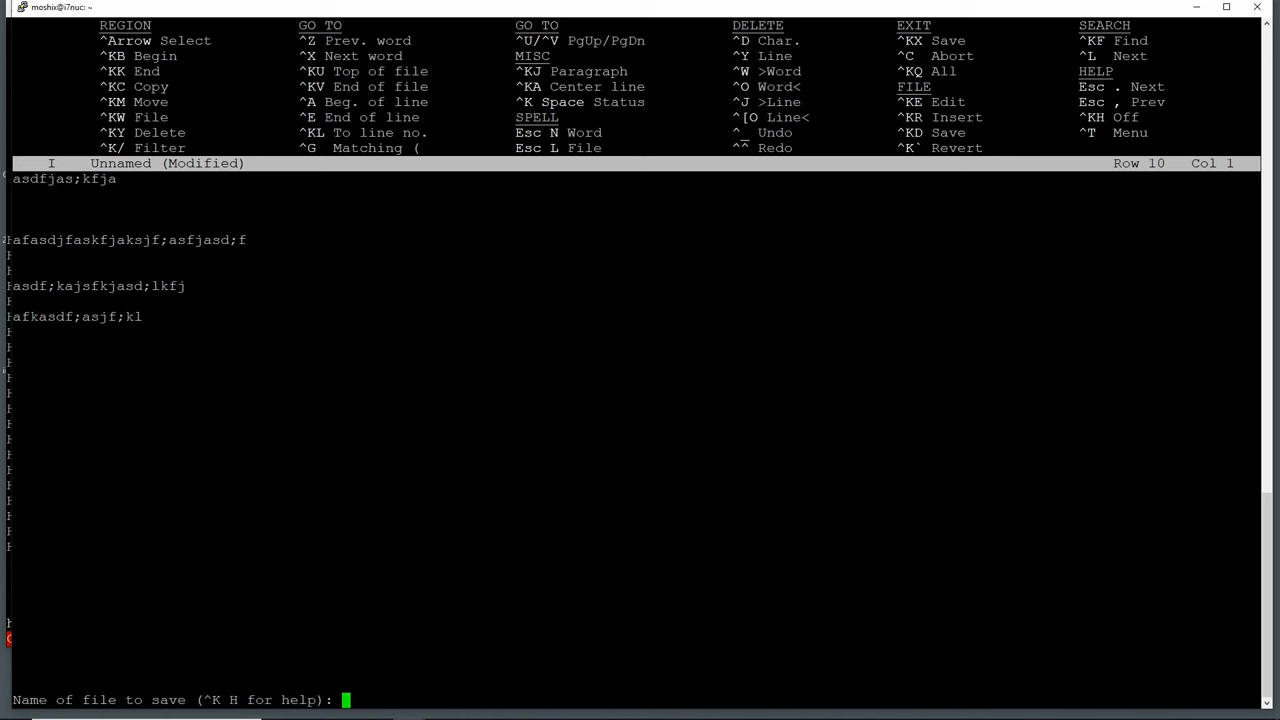 moshix@i7nuc: ~
REGION GO TO GO TO DELETE EXIT SEARCH
^Arrow Select ^Z Prev. word ^U/^V PgUp/PgDn ^D Char. ^KX Save ^KF Find
^KB Begin ^X Next word MISC ^Y Line ^C Abort ^L Next
^KK End ^KU Top of file ^KJ Paragraph ^W >Word ^KQ All HELP
^KC Copy ^KV End of file ^KA Center line ^O Word< FILE Esc . Next
^KM Move ^A Beg. of line ^K Space Status ^J >Line ^KE Edit Esc , Prev
^KW File ^E End of line SPELL ^[O Line< ^KR Insert ^KH Off
^KY Delete ^KL To line no. Esc N Word ^_ Undo ^KD Save ^T Menu
^K/ Filter ^G Matching ( Esc L File ^^ Redo ^K` Revert
I Unnamed (Modified) Row 10 Col 1
asdfjas;kfja
afasdjfaskfjaksjf;asfjasd;f
asdf;kajsfkjasd;lkfj
afkasdf;asjf;kl
Name of file to save (^K H for help):